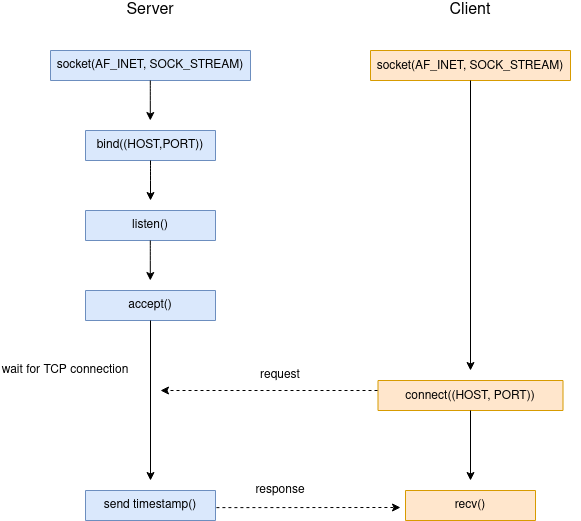 Server
Client
socket(AF_INET, SOCK_STREAM)
socket(AF_INET, SOCK_STREAM)
bind((HOST,PORT))
listen()
accept()
wait for TCP connection
request
connect((HOST, PORT))
response
send timestamp()
recv()